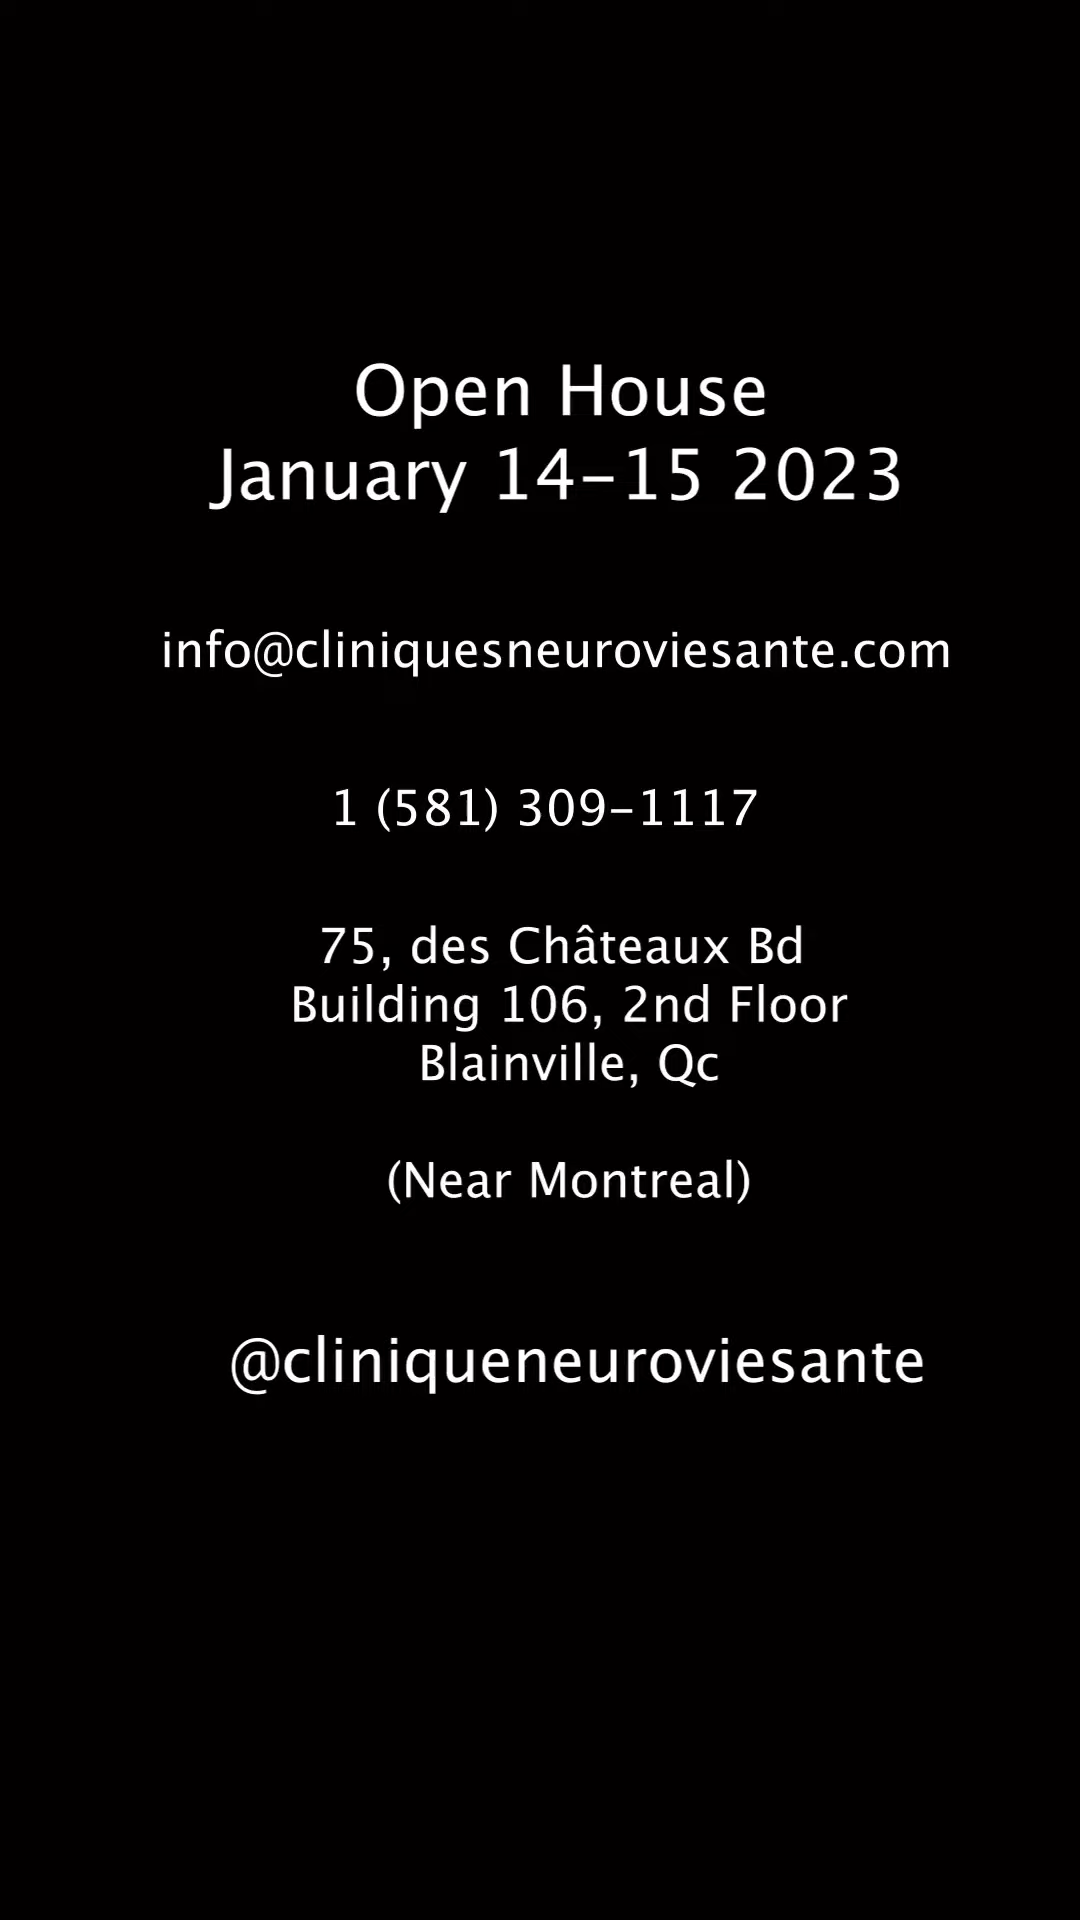 Open House
January 14-15 2023
info@cliniquesneuroviesante.com
1 (581) 309-1117
75, des Châteaux Bd
Building 106, 2nd Floor
Blainville, Qc
(Near Montreal)
@cliniqueneuroviesante